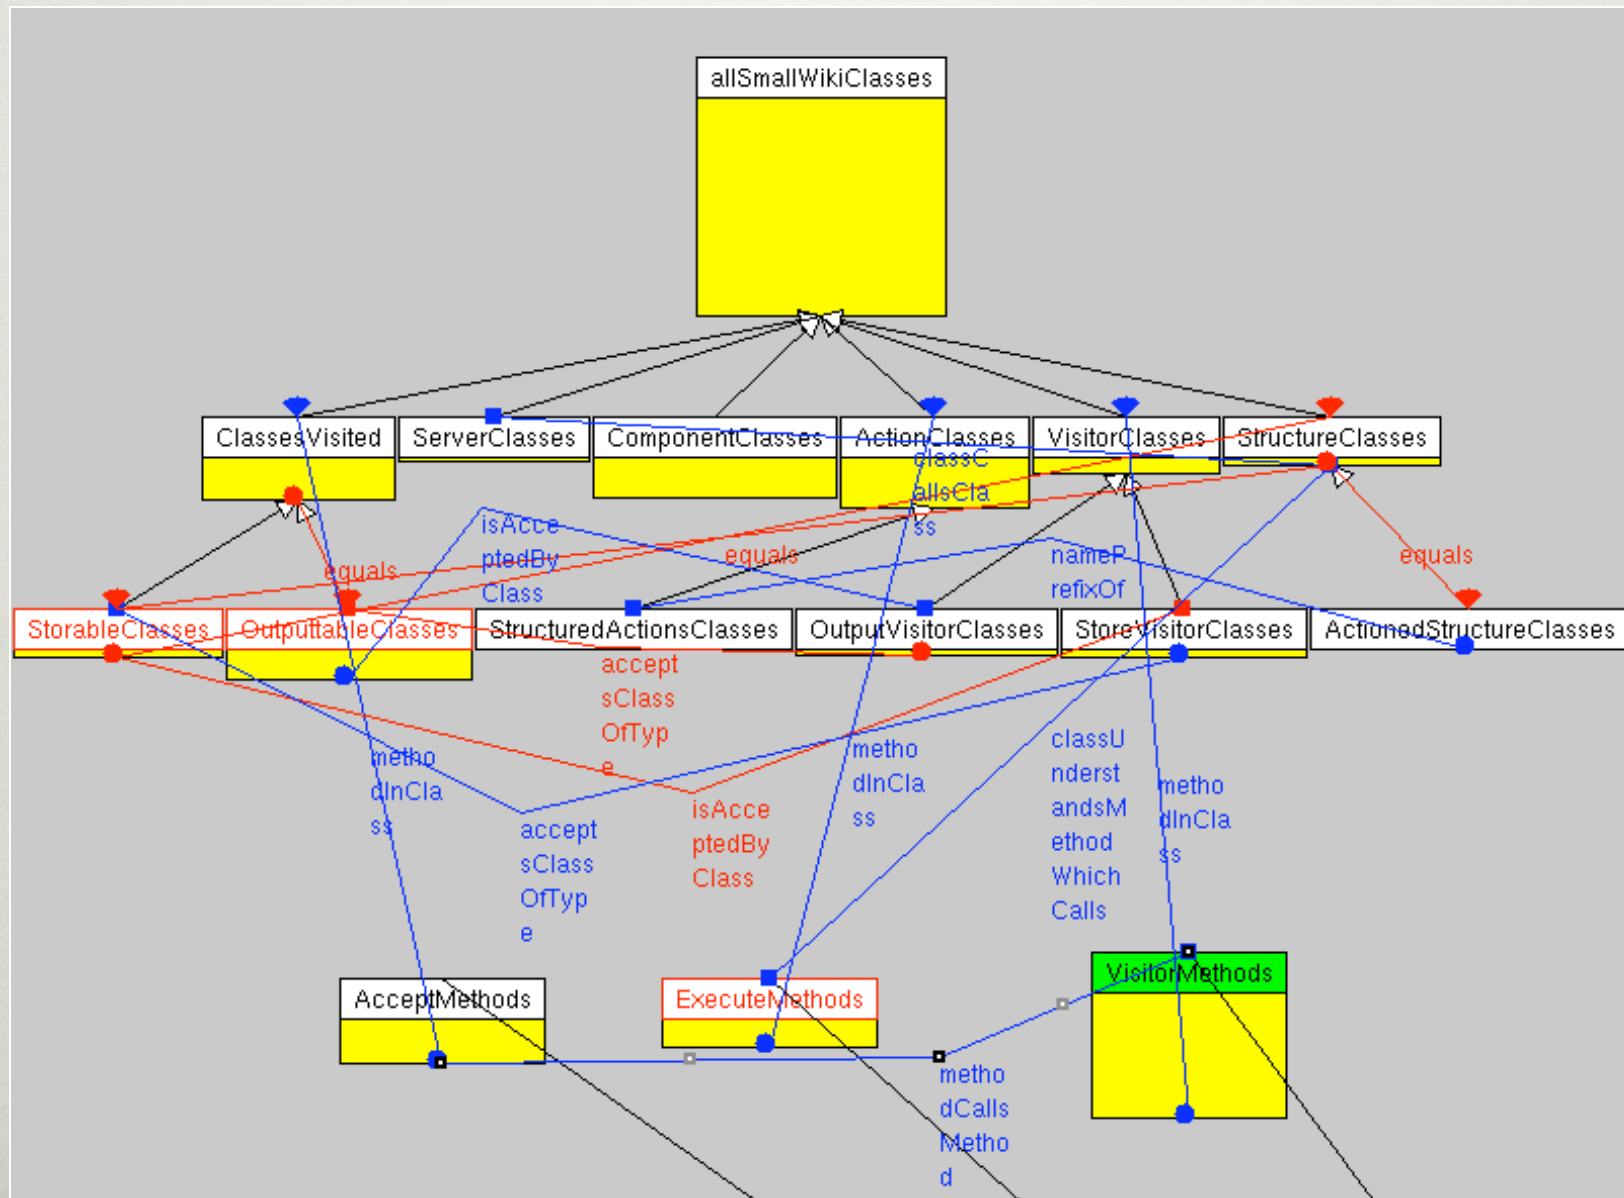 allSmallWikiClasses
ClassesVisited
ServerClasses
ComponentClasses
ActionClasses
VisitorClasses
StructureClasses
classC
allsCla
ss
isAcce
ptedBy
Class
equals
equals
nameP
refixOf
equals
StorableClasses
OutputtableClasses
StructuredActionsClasses
OutputVisitorClasses
StoreVisitorClasses
ActionedStructureClasses
accept
sClass
OfTyp
e
metho
dInCla
ss
accept
sClass
OfTyp
e
isAcce
ptedBy
Class
metho
dInCla
ss
classU
nderst
andsM
ethod
Which
Calls
metho
dInCla
ss
AcceptMethods
ExecuteMethods
VisitorMethods
metho
dCalls
Metho
d